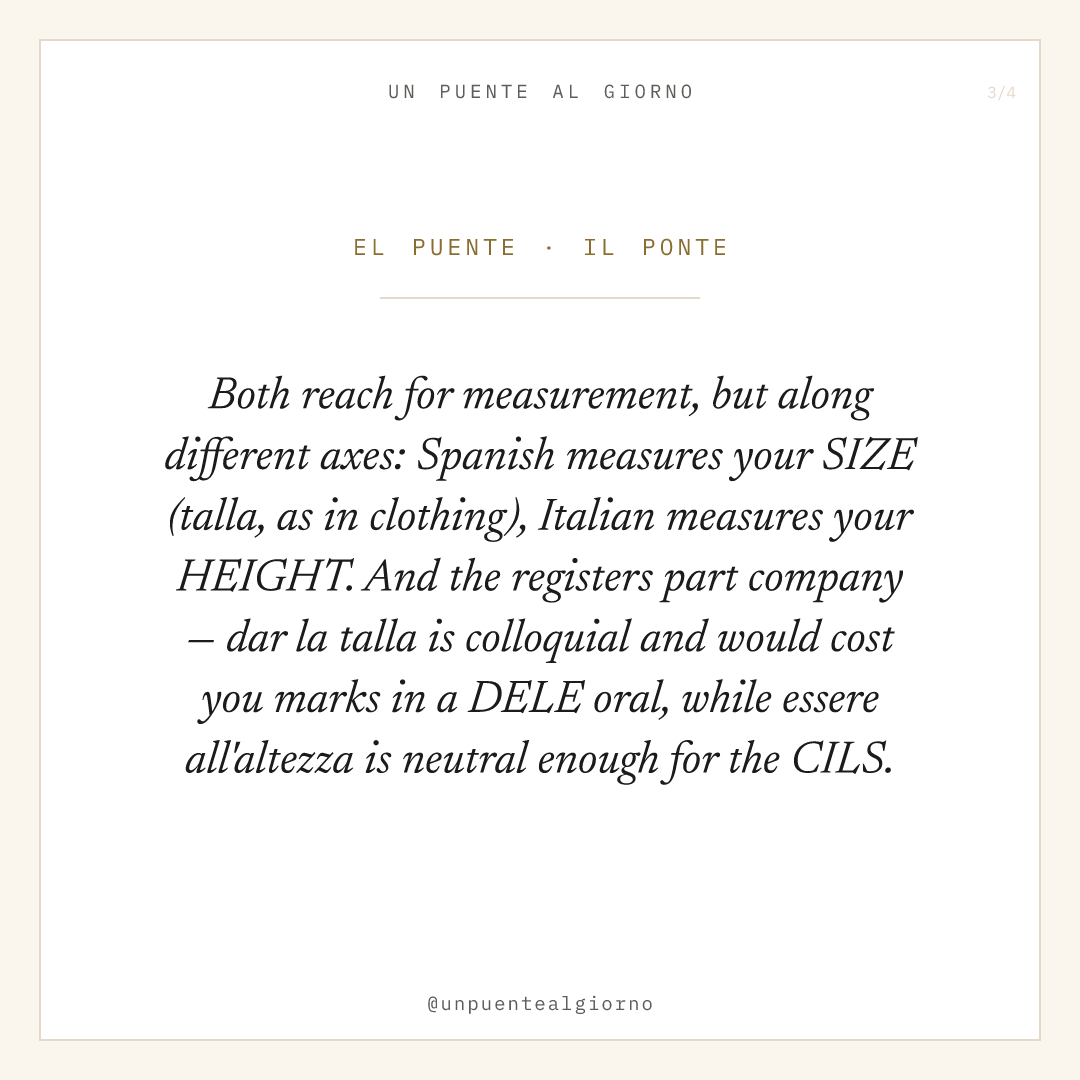 UN PUENTE AL GIORNO
3/4
EL PUENTE · IL PONTE
Both reach for measurement, but along
different axes: Spanish measures your SIZE
(talla, as in clothing), Italian measures your
HEIGHT. And the registers part company
— dar la talla is colloquial and would cost
you marks in a DELE oral, while essere
all'altezza is neutral enough for the CILS.
@unpuentealgiorno